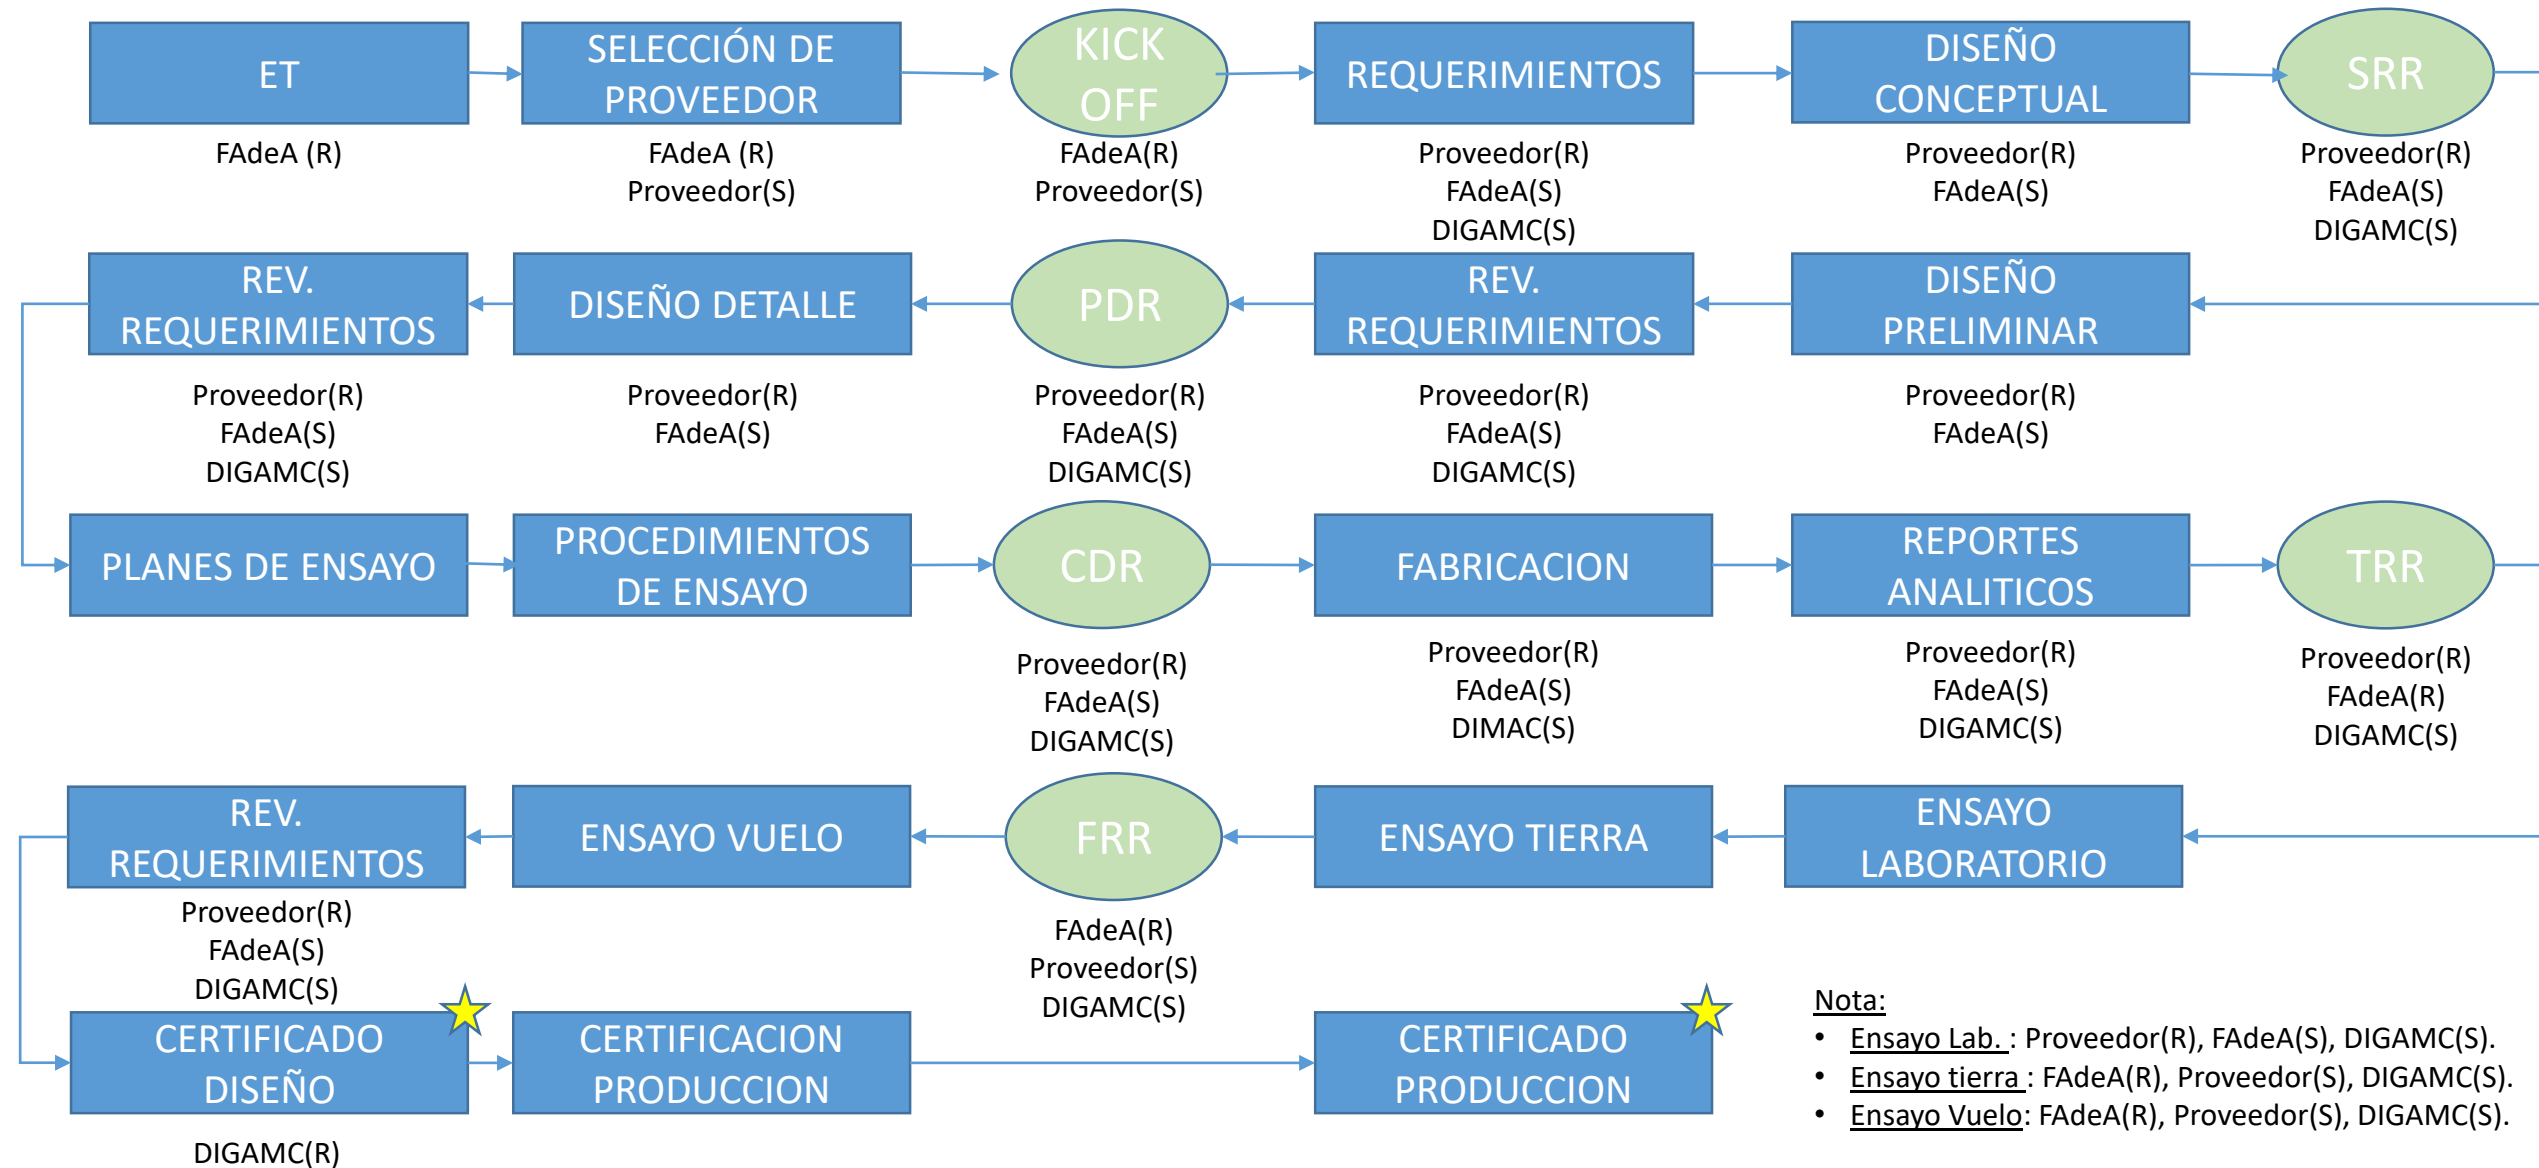 ET
FAdeA (R)
SELECCIÓN DE
PROVEEDOR
FAdeA (R)
Proveedor(S)
KICK
OFF
FAdeA(R)
Proveedor(S)
REQUERIMIENTOS
Proveedor(R)
FAdeA(S)
DIGAMC(S)
DISEÑO
CONCEPTUAL
Proveedor(R)
FAdeA(S)
SRR
Proveedor(R)
FAdeA(S)
DIGAMC(S)
REV.
REQUERIMIENTOS
Proveedor(R)
FAdeA(S)
DIGAMC(S)
DISEÑO DETALLE
Proveedor(R)
FAdeA(S)
PDR
Proveedor(R)
FAdeA(S)
DIGAMC(S)
REV.
REQUERIMIENTOS
Proveedor(R)
FAdeA(S)
DIGAMC(S)
DISEÑO
PRELIMINAR
Proveedor(R)
FAdeA(S)
PLANES DE ENSAYO
PROCEDIMIENTOS
DE ENSAYO
CDR
Proveedor(R)
FAdeA(S)
DIGAMC(S)
FABRICACION
Proveedor(R)
FAdeA(S)
DIMAC(S)
REPORTES
ANALITICOS
Proveedor(R)
FAdeA(S)
DIGAMC(S)
TRR
Proveedor(R)
FAdeA(R)
DIGAMC(S)
REV.
REQUERIMIENTOS
Proveedor(R)
FAdeA(S)
DIGAMC(S)
ENSAYO VUELO
FRR
FAdeA(R)
Proveedor(S)
DIGAMC(S)
ENSAYO TIERRA
ENSAYO
LABORATORIO
CERTIFICADO
DISEÑO
DIGAMC(R)
CERTIFICACION
PRODUCCION
CERTIFICADO
PRODUCCION
Nota:
• Ensayo Lab. : Proveedor(R), FAdeA(S), DIGAMC(S).
• Ensayo tierra : FAdeA(R), Proveedor(S), DIGAMC(S).
• Ensayo Vuelo: FAdeA(R), Proveedor(S), DIGAMC(S).